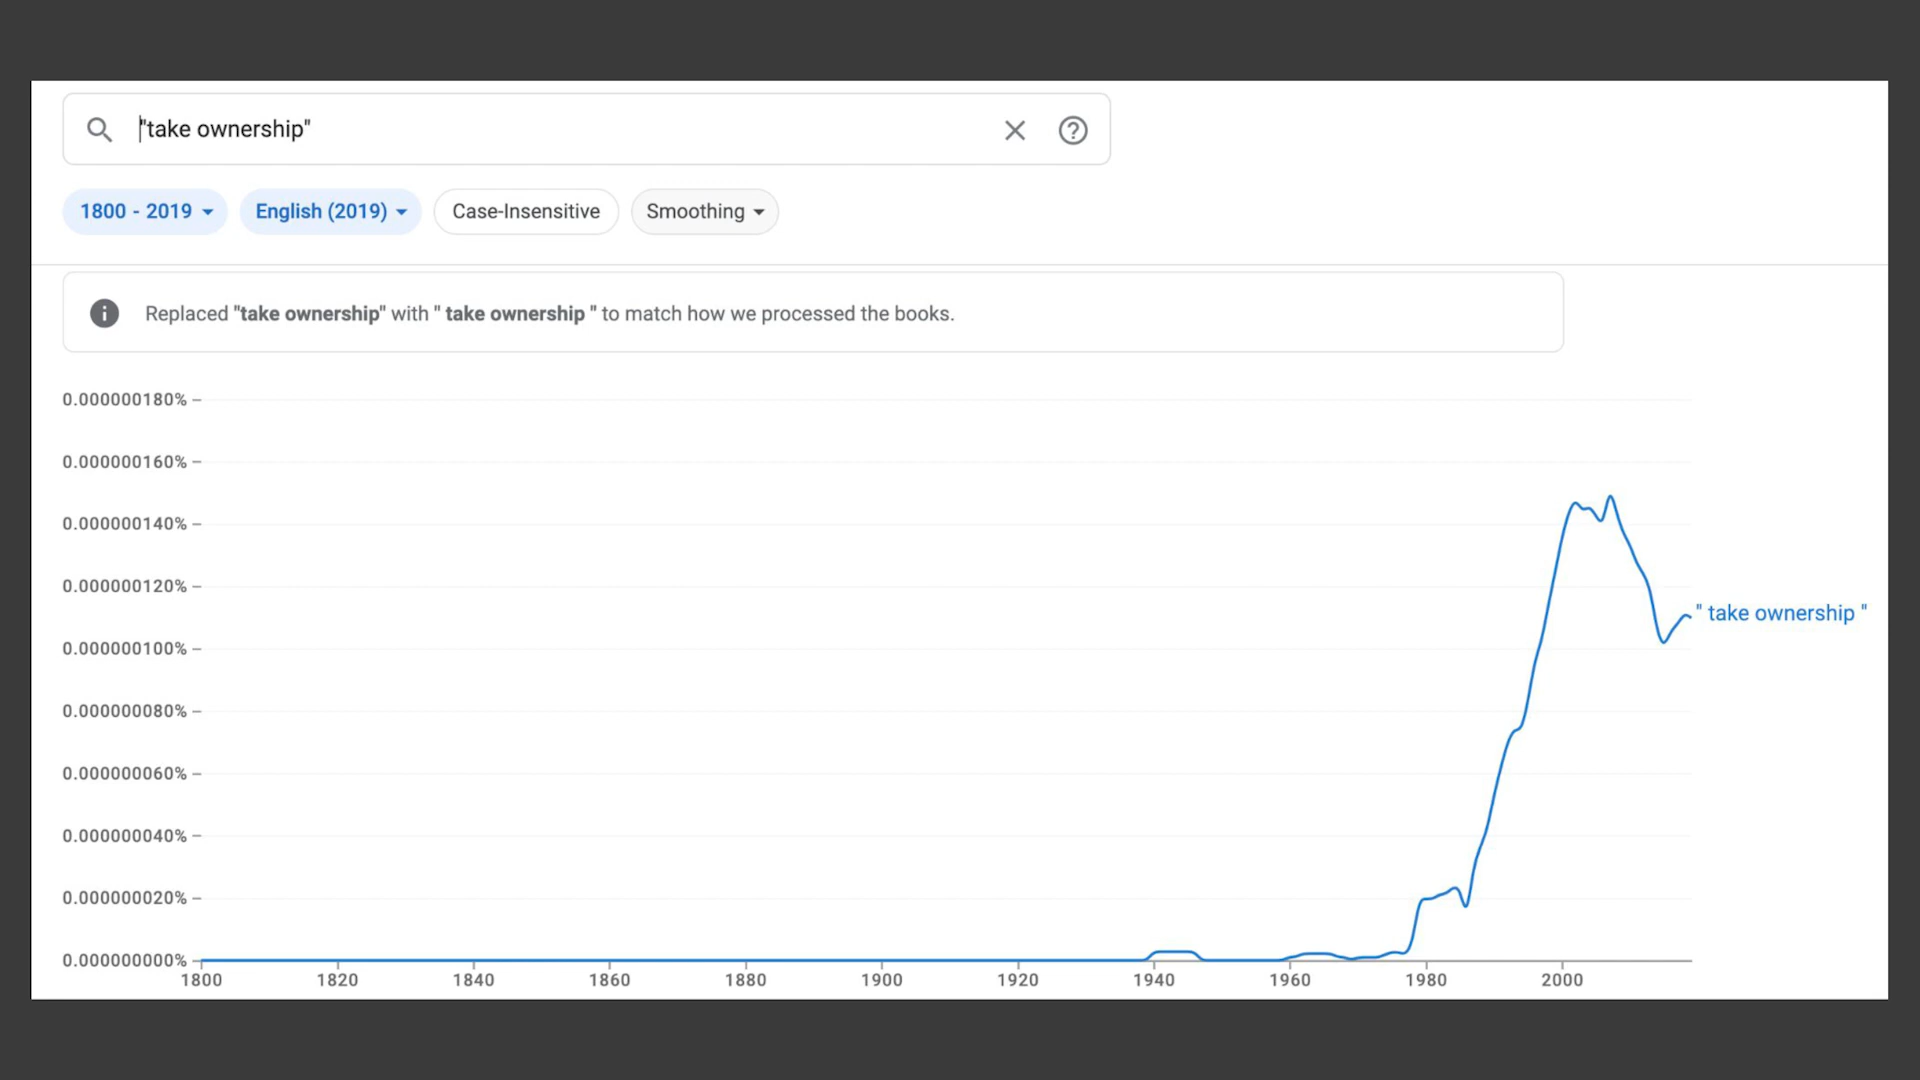 "take ownership"
1800 - 2019 English (2019) Case-Insensitive Smoothing
Replaced "take ownership" with " take ownership " to match how we processed the books.
0.000000180%
0.000000160%
0.000000140%
0.000000120%
" take ownership "
0.000000100%
0.000000080%
0.000000060%
0.000000040%
0.000000020%
0.000000000%
1800 1820 1840 1860 1880 1900 1920 1940 1960 1980 2000